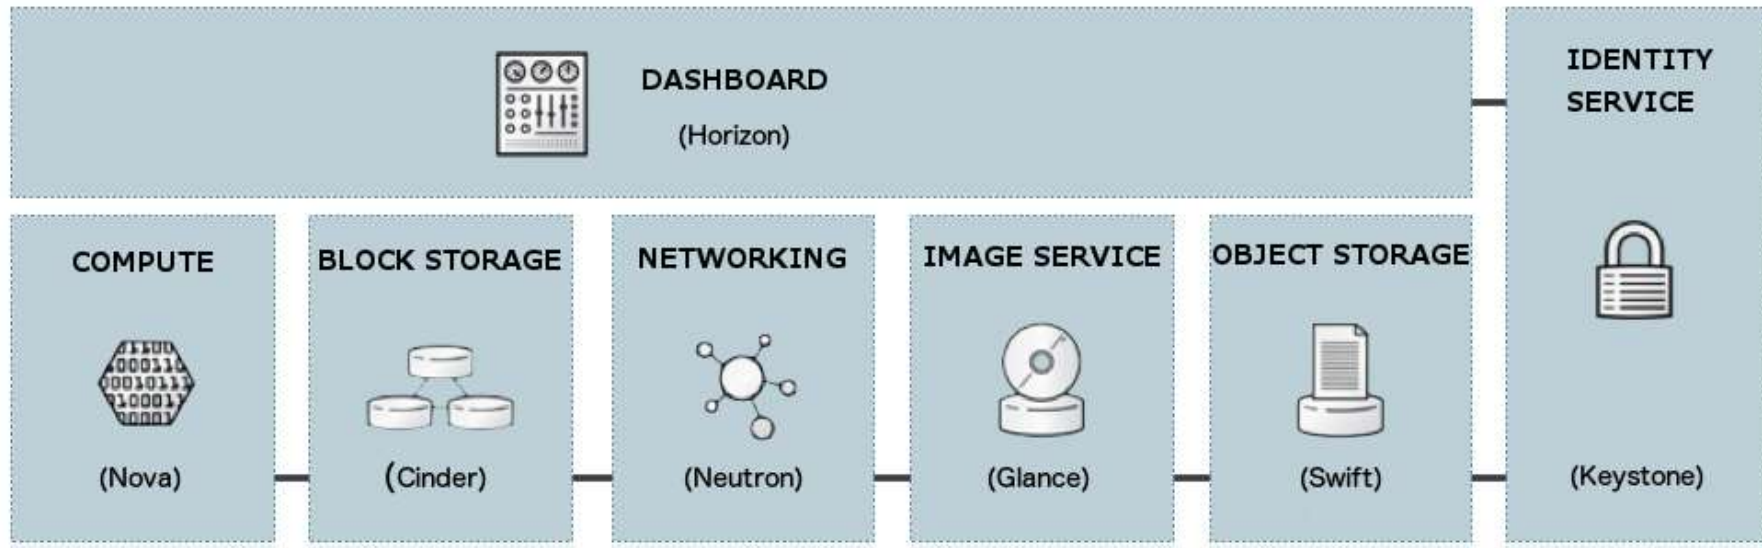 DASHBOARD
(Horizon)
IDENTITY
SERVICE
(Keystone)
COMPUTE
(Nova)
BLOCK STORAGE
(Cinder)
NETWORKING
(Neutron)
IMAGE SERVICE
(Glance)
OBJECT STORAGE
(Swift)